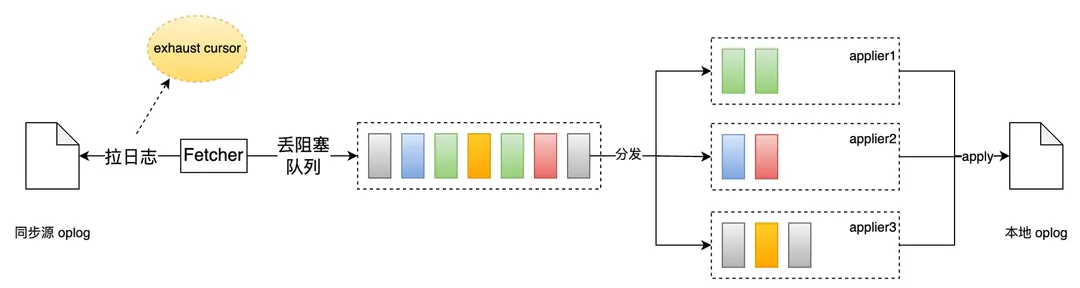 exhaust cursor
拉日志
Fetcher
丢阻塞
队列
分发
applier1
applier2
applier3
apply
同步源 oplog
本地 oplog